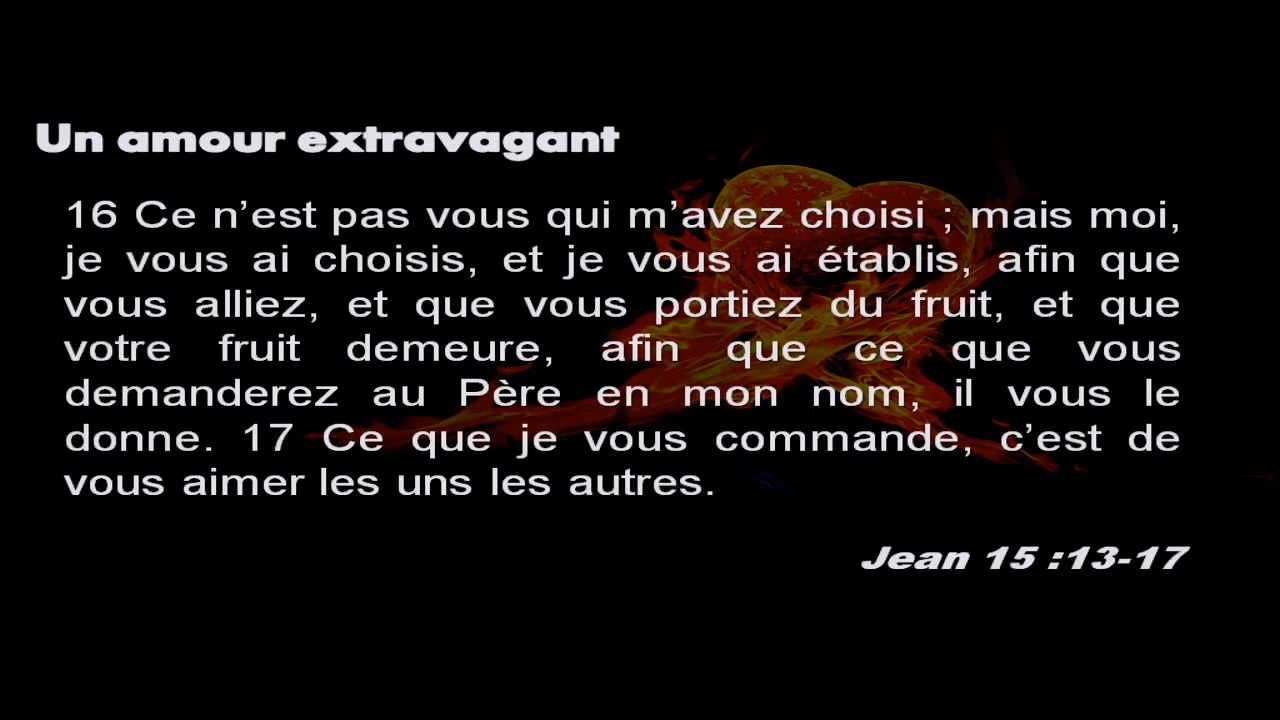 Un amour extravagant
16 Ce n’est pas vous qui m’avez choisi ; mais moi,
je vous ai choisis, et je vous ai établis, afin que
vous alliez, et que vous portiez du fruit, et que
votre fruit demeure, afin que ce que vous
demanderez au Père en mon nom, il vous le
donne. 17 Ce que je vous commande, c’est de
vous aimer les uns les autres.
Jean 15 :13-17